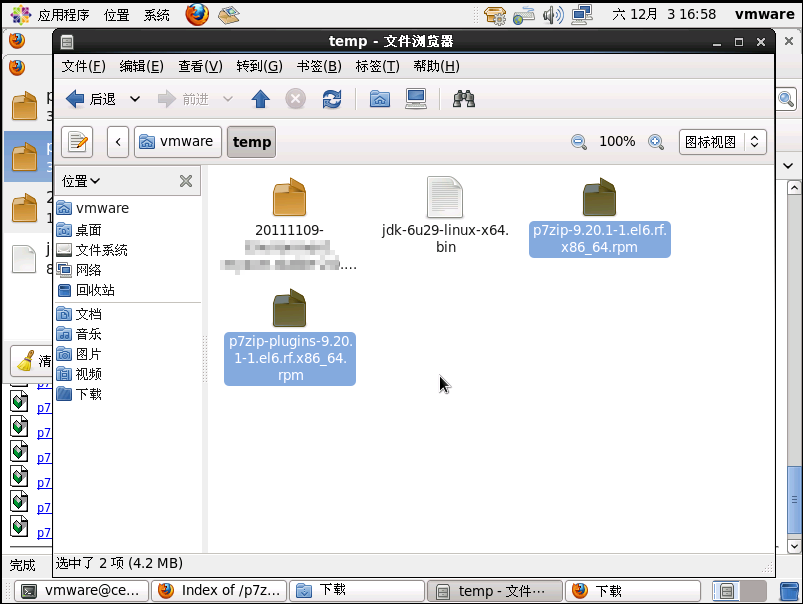 应用程序 位置 系统 六 12月 3 16:58 vmware
temp - 文件浏览器
文件(F) 编辑(E) 查看(V) 转到(G) 书签(B) 标签(T) 帮助(H)
后退 前进
vmware temp 100% 图标视图
位置
vmware
桌面
文件系统
网络
回收站
文档
音乐
图片
视频
下载
20111109-
jdk-6u29-linux-x64.
bin
p7zip-9.20.1-1.el6.rf.
x86_64.rpm
p7zip-plugins-9.20.
1-1.el6.rf.x86_64.
rpm
清
p7
p7
p7
p7
p7
p7
p7
完成
选中了 2 项 (4.2 MB)
vmware@ce... Index of /p7z... 下载 temp - 文件... 下载